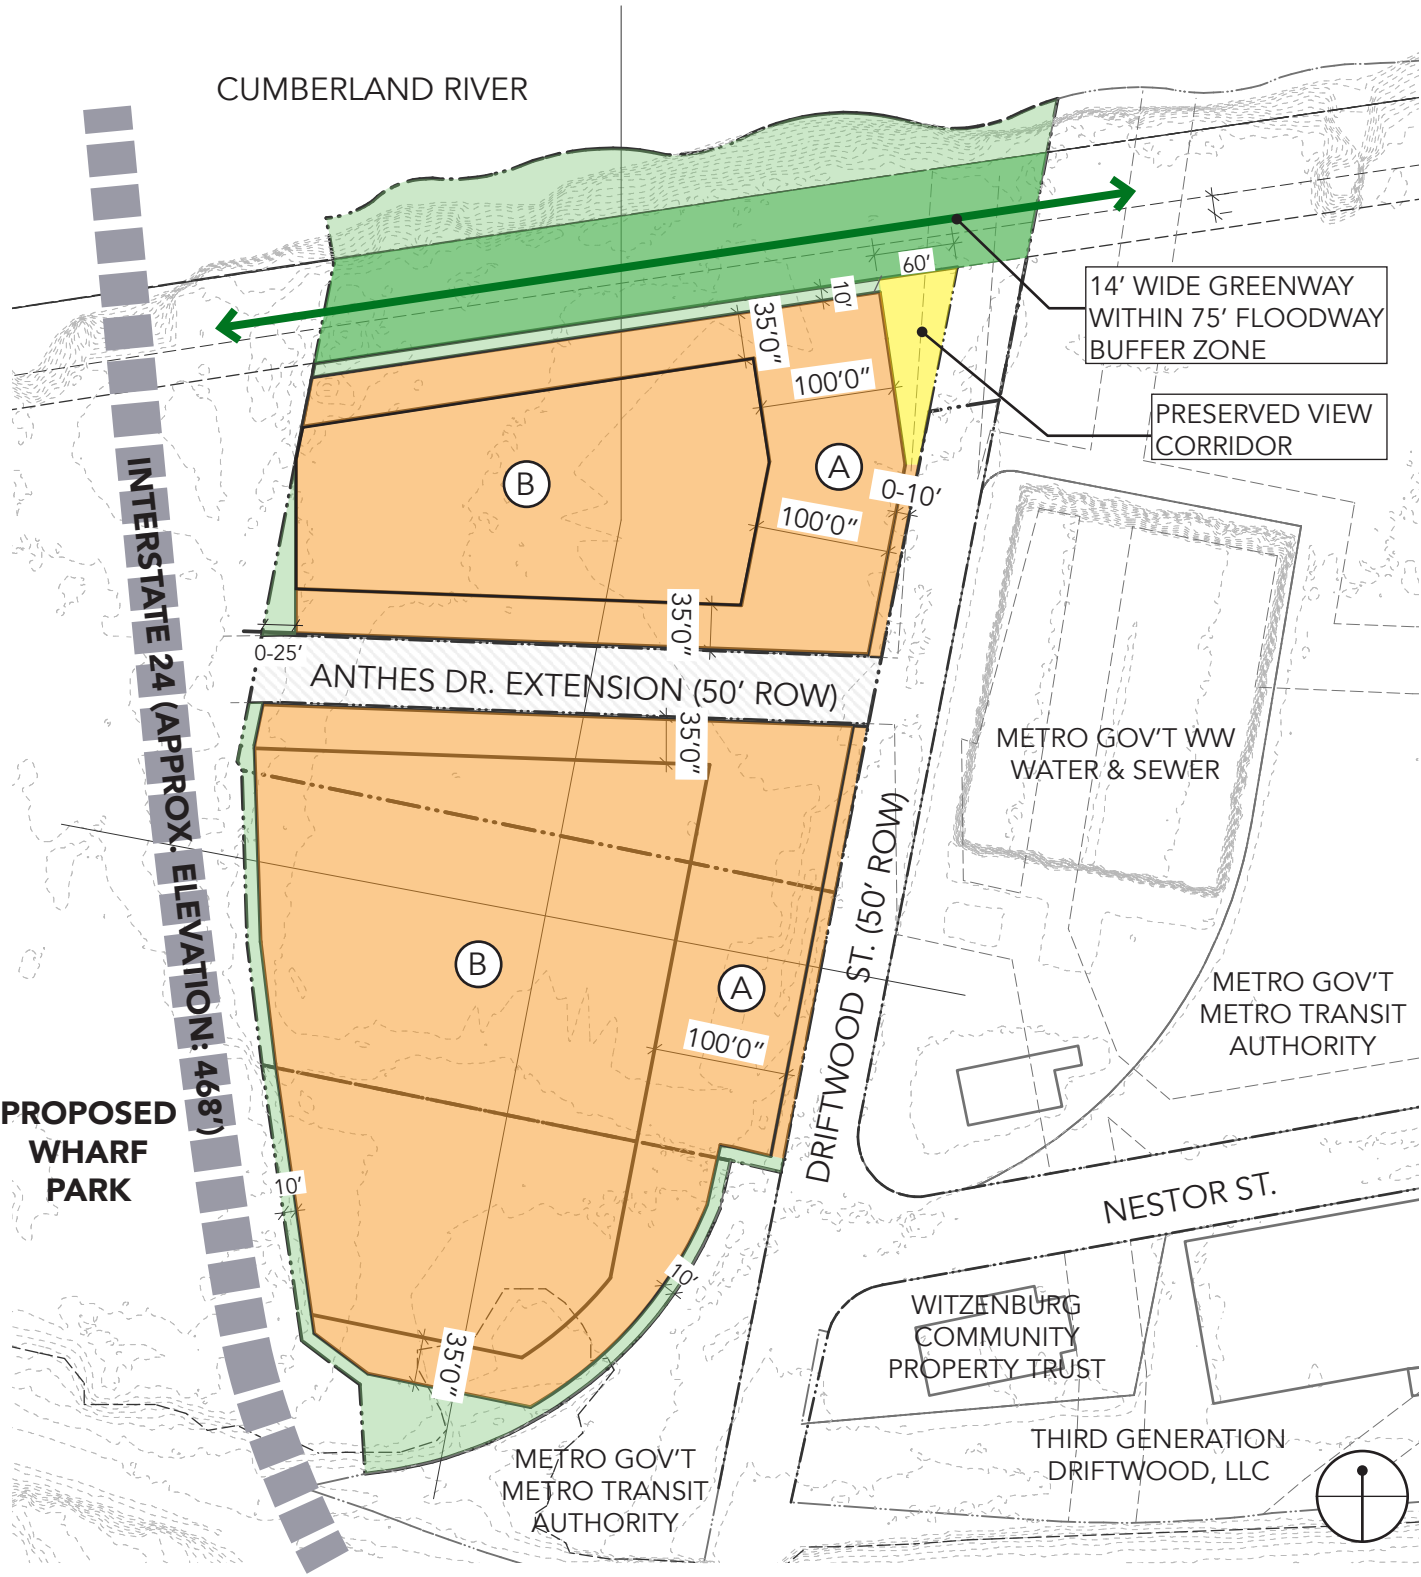 CUMBERLAND RIVER
60'
10'
14' WIDE GREENWAY
WITHIN 75' FLOODWAY
BUFFER ZONE
35'0"
100'0"
PRESERVED VIEW
CORRIDOR
A
B
0-10'
100'0"
INTERSTATE 24 (APPROX. ELEVATION: 468')
35'0"
0-25'
ANTHES DR. EXTENSION (50' ROW)
35'0"
METRO GOV'T WW
WATER & SEWER
DRIFTWOOD ST. (50' ROW)
B
A
METRO GOV'T
METRO TRANSIT
AUTHORITY
100'0"
PROPOSED
WHARF
PARK
10'
NESTOR ST.
10'
WITZENBURG
COMMUNITY
PROPERTY TRUST
35'0"
METRO GOV'T
METRO TRANSIT
AUTHORITY
THIRD GENERATION
DRIFTWOOD, LLC